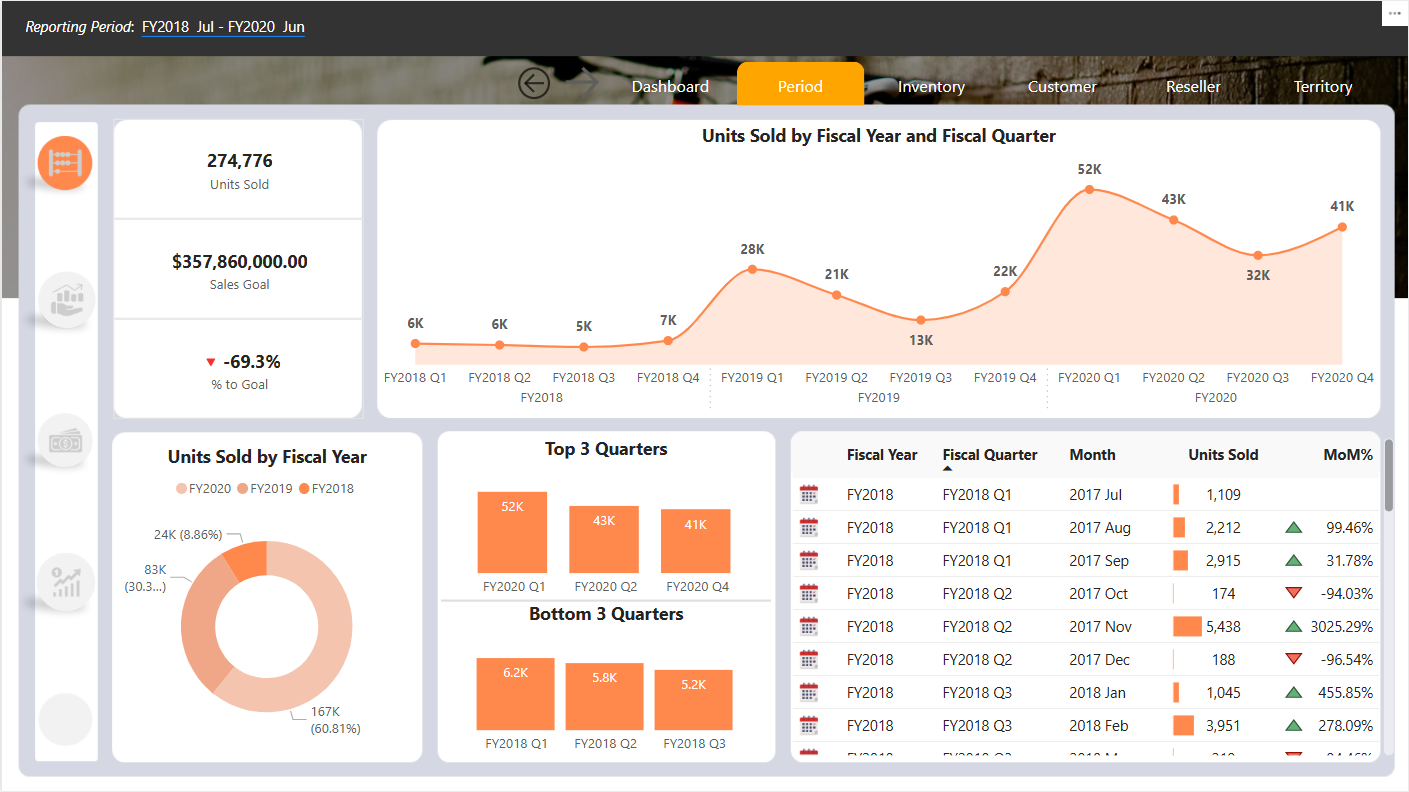 Reporting Period: FY2018 Jul - FY2020 Jun
Dashboard Period Inventory Customer Reseller Territory
274,776
Units Sold
$357,860,000.00
Sales Goal
-69.3%
% to Goal
Units Sold by Fiscal Year and Fiscal Quarter
6K 6K 5K 7K 28K 21K 13K 22K 52K 43K 32K 41K
FY2018 Q1 FY2018 Q2 FY2018 Q3 FY2018 Q4 FY2019 Q1 FY2019 Q2 FY2019 Q3 FY2019 Q4 FY2020 Q1 FY2020 Q2 FY2020 Q3 FY2020 Q4
FY2018 FY2019 FY2020
Units Sold by Fiscal Year
FY2020 FY2019 FY2018
24K (8.86%)
83K
(30.3...)
167K
(60.81%)
Top 3 Quarters
52K 43K 41K
FY2020 Q1 FY2020 Q2 FY2020 Q4
Bottom 3 Quarters
6.2K 5.8K 5.2K
FY2018 Q1 FY2018 Q2 FY2018 Q3
Fiscal Year Fiscal Quarter Month Units Sold MoM%
FY2018 FY2018 Q1 2017 Jul 1,109
FY2018 FY2018 Q1 2017 Aug 2,212 99.46%
FY2018 FY2018 Q1 2017 Sep 2,915 31.78%
FY2018 FY2018 Q2 2017 Oct 174 -94.03%
FY2018 FY2018 Q2 2017 Nov 5,438 3025.29%
FY2018 FY2018 Q2 2017 Dec 188 -96.54%
FY2018 FY2018 Q3 2018 Jan 1,045 455.85%
FY2018 FY2018 Q3 2018 Feb 3,951 278.09%